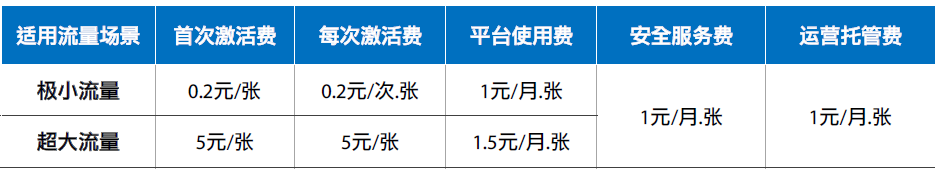 适用流量场景 首次激活费 每次激活费 平台使用费 安全服务费 运营托管费
极小流量 0.2元/张 0.2元/次.张 1元/月.张 1元/月.张 1元/月.张
超大流量 5元/张 5元/张 1.5元/月.张